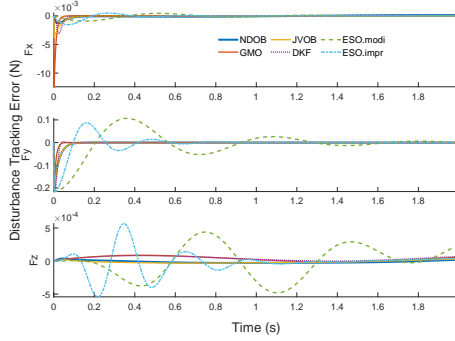 ×10⁻³
0
-5
-10
Fx
NDOB JVOB ESO.modi
GMO DKF ESO.impr
0 0.2 0.4 0.6 0.8 1 1.2 1.4 1.6 1.8
Disturbance Tracking Error (N)
0.1
0
-0.1
-0.2
Fy
0 0.2 0.4 0.6 0.8 1 1.2 1.4 1.6 1.8
×10⁻⁴
5
0
-5
Fz
0 0.2 0.4 0.6 0.8 1 1.2 1.4 1.6 1.8
Time (s)